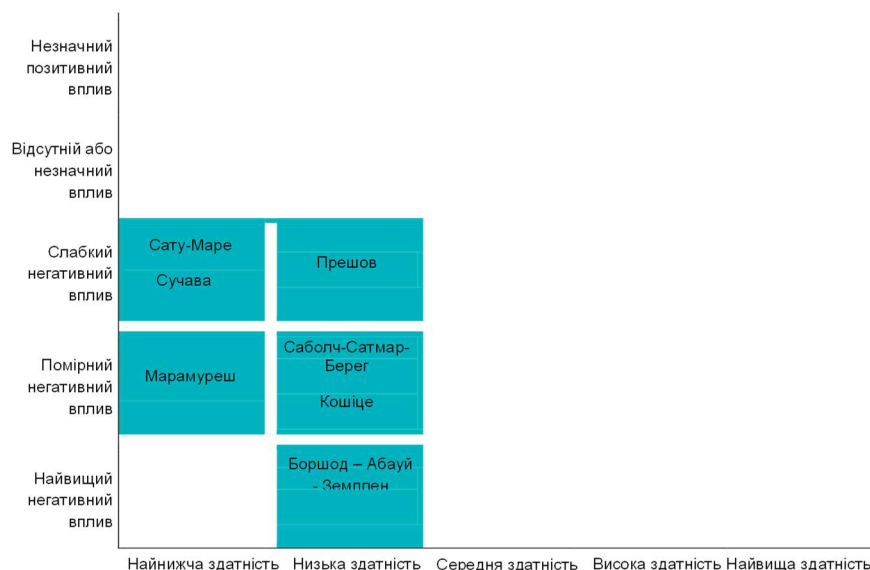 Незначний
позитивний
вплив
Відсутній або
незначний
вплив
Слабкий
негативний
вплив
Сату-Маре
Сучава
Прешов
Помірний
негативний
вплив
Марамуреш
Саболч-Сатмар-
Берег
Кошіце
Найвищий
негативний
вплив
Боршод – Абауй
- Земплен
Найнижча здатність Низька здатність Середня здатність Висока здатність Найвища здатність